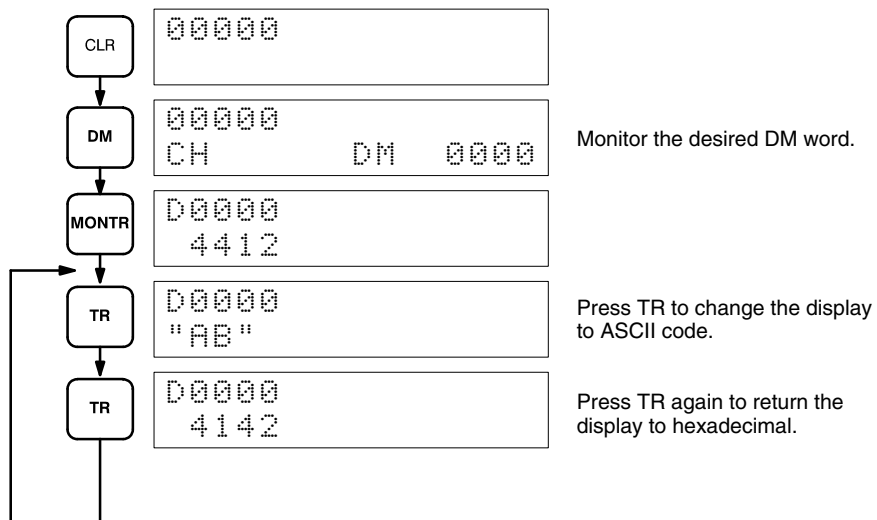 CLR
00000
DM
00000
CH DM 0000
Monitor the desired DM word.
MONTR
D0000
4412
TR
D0000
"AB"
Press TR to change the display
to ASCII code.
TR
D0000
4142
Press TR again to return the
display to hexadecimal.